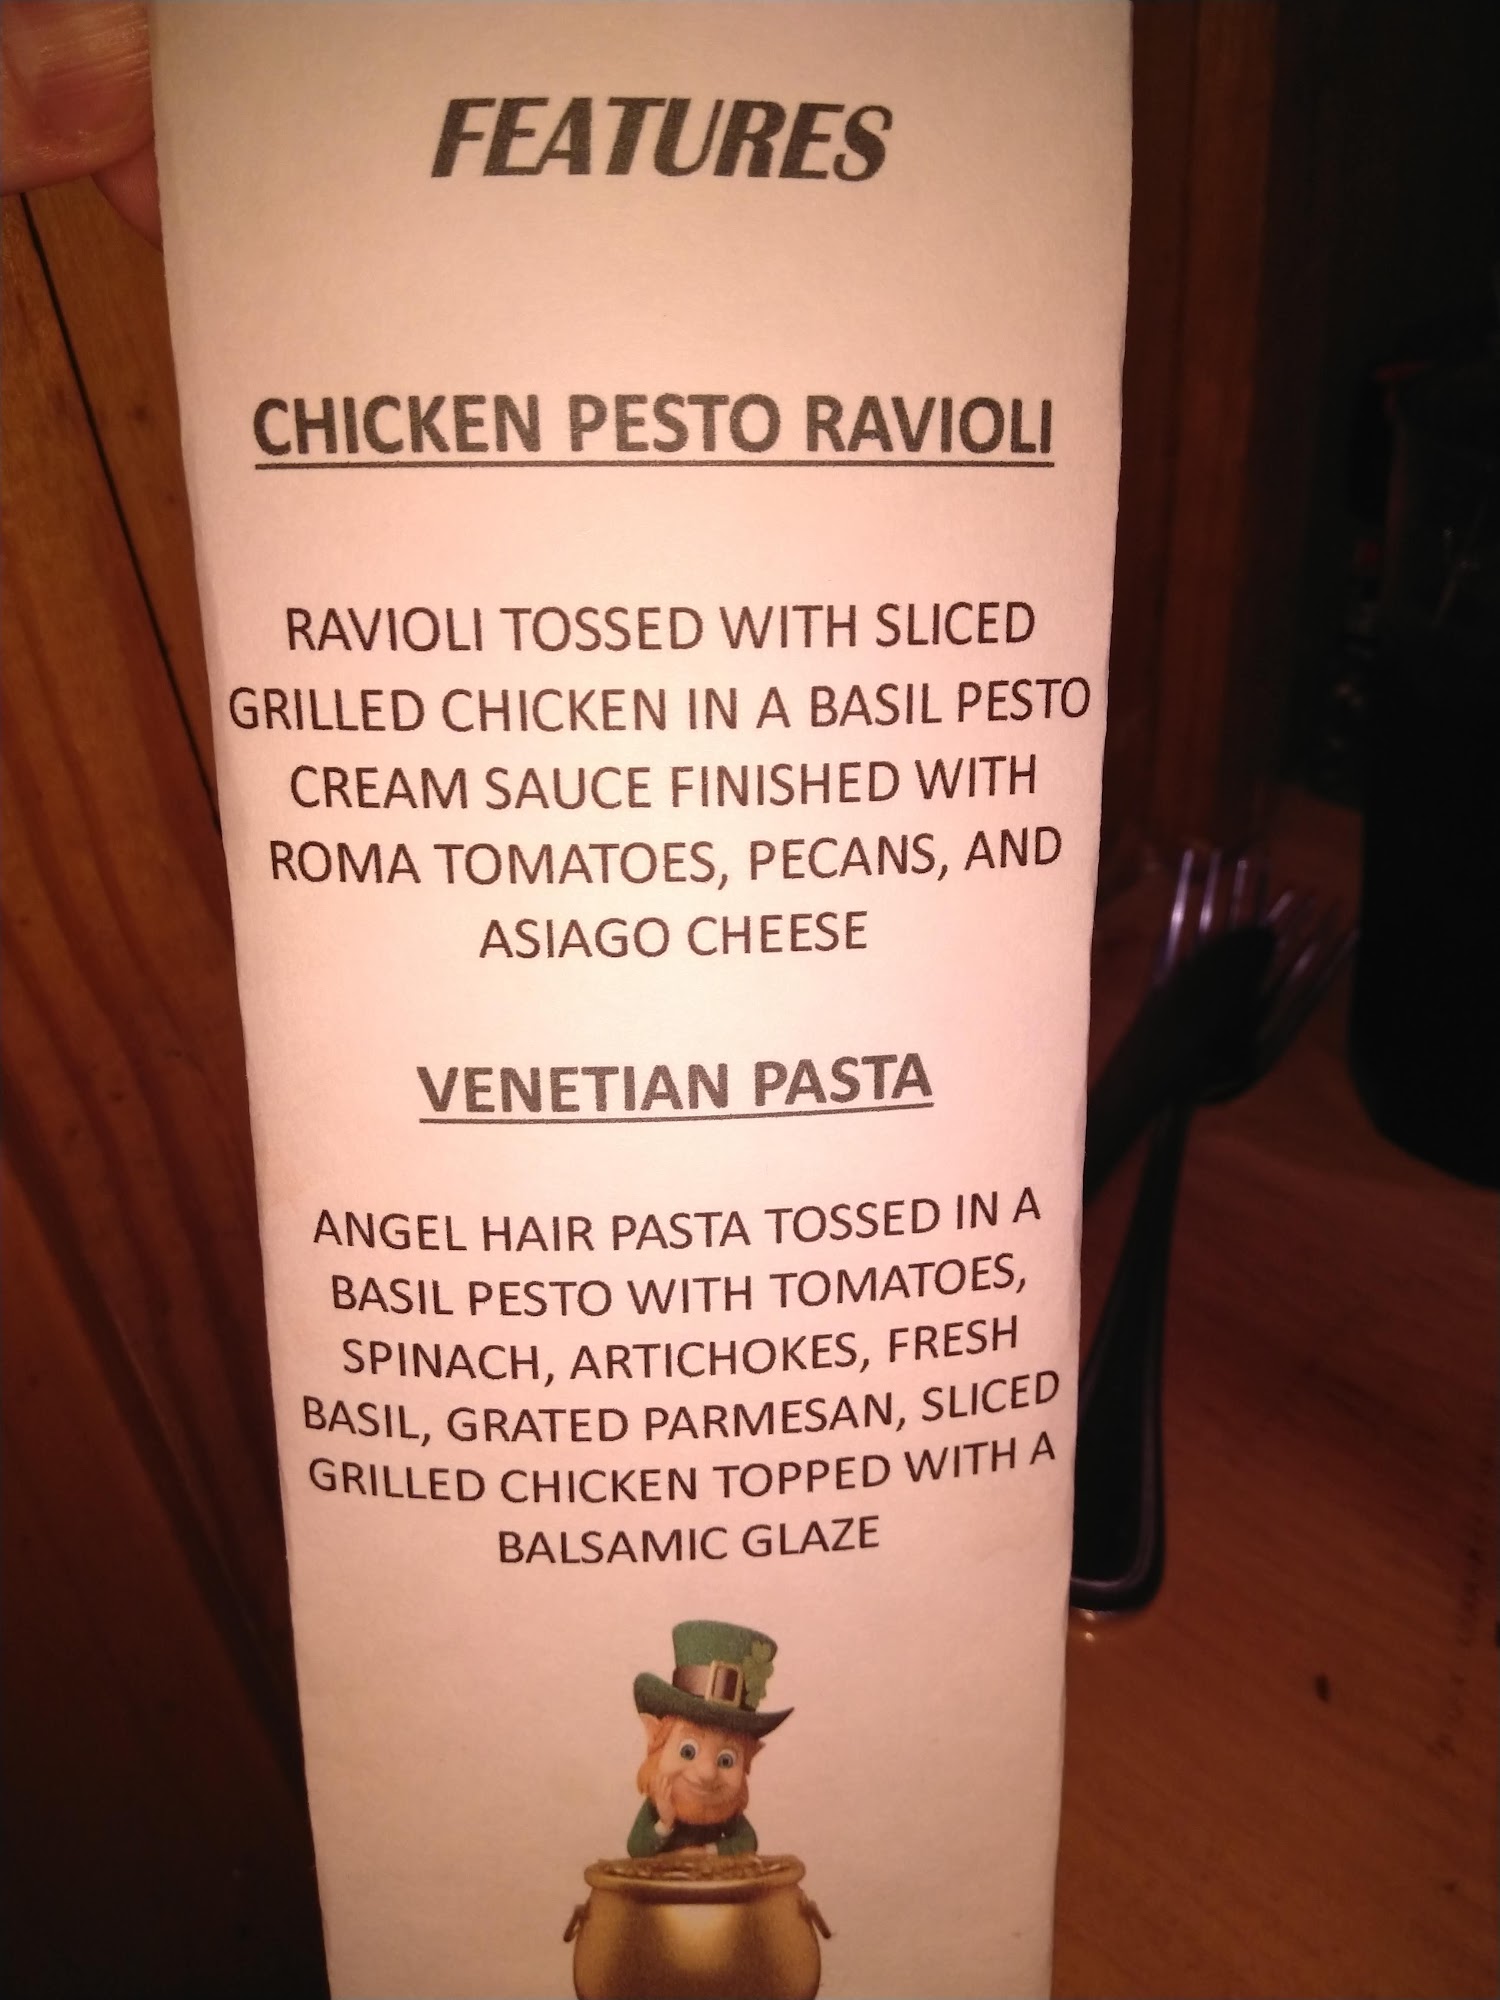 FEATURES
CHICKEN PESTO RAVIOLI
RAVIOLI TOSSED WITH SLICED
GRILLED CHICKEN IN A BASIL PESTO
CREAM SAUCE FINISHED WITH
ROMA TOMATOES, PECANS, AND
ASIAGO CHEESE
VENETIAN PASTA
ANGEL HAIR PASTA TOSSED IN A
BASIL PESTO WITH TOMATOES,
SPINACH, ARTICHOKES, FRESH
BASIL, GRATED PARMESAN, SLICED
GRILLED CHICKEN TOPPED WITH A
BALSAMIC GLAZE